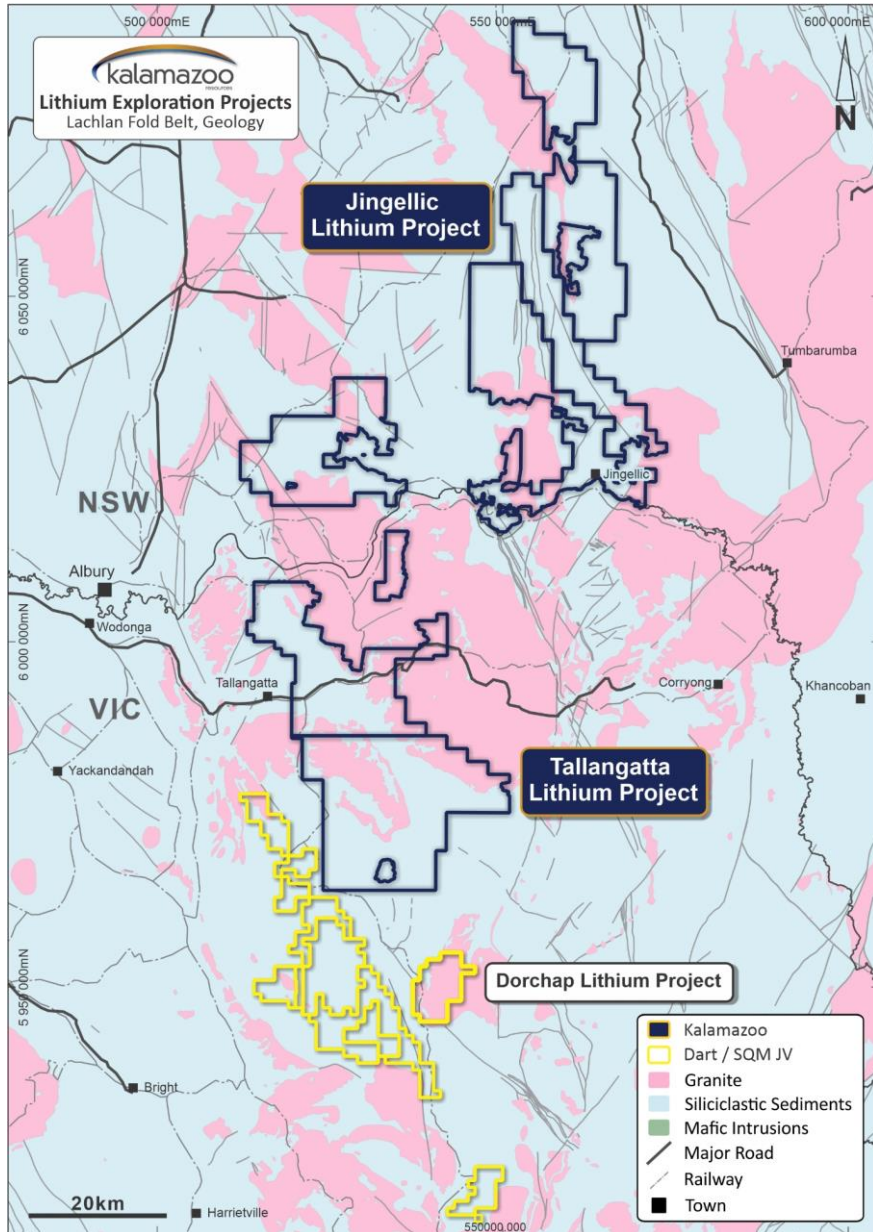 500 000mE
550 000mE
600 000mE
kalamazoo
resources
Lithium Exploration Projects
Lachlan Fold Belt, Geology
N
Jingellic
Lithium Project
6 050 000mN
Tumbarumba
Jingellic
NSW
Albury
Wodonga
6 000 000mN
Tallangatta
Corryong
Khancoban
VIC
Yackandandah
Tallangatta
Lithium Project
5 950 000mN
Dorchap Lithium Project
Kalamazoo
Dart / SQM JV
Granite
Siliciclastic Sediments
Mafic Intrusions
Major Road
Railway
Town
Bright
20km
Harrietville
550000.000